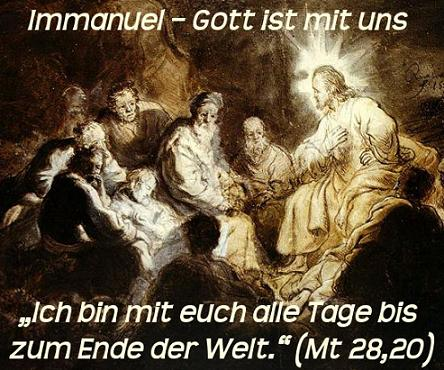 Immanuel – Gott ist mit uns
„Ich bin mit euch alle Tage bis
zum Ende der Welt.“ (Mt 28,20)